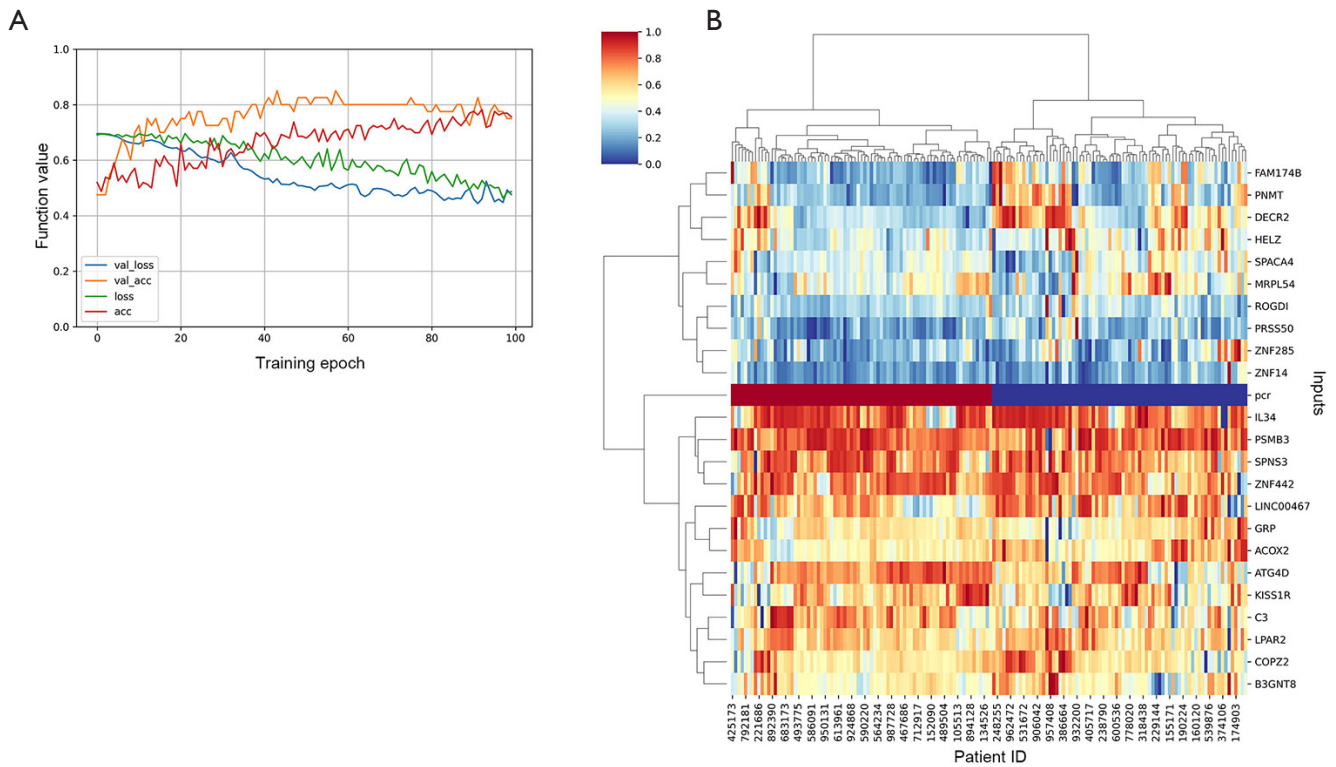 A
B
Function value
1.0
0.8
0.6
0.4
0.2
0.0
val_loss
val_acc
loss
acc
0 20 40 60 80 100
Training epoch
1.0
0.8
0.6
0.4
0.2
0.0
FAM174B
PNMT
DECR2
HELZ
SPACA4
MRPL54
ROGDI
PRSS50
ZNF285
ZNF14
pcr
IL34
PSMB3
SPNS3
ZNF442
LINC00467
GRP
ACOX2
ATG4D
KISS1R
C3
LPAR2
COPZ2
B3GNT8
Inputs
425173
792181
221686
892390
683173
493775
586091
950131
613961
924868
590220
564234
987728
467686
712917
152090
489504
105513
894128
134526
248255
962472
531672
906042
957408
386664
932200
405717
238790
600536
778020
318438
229144
155171
190224
160120
539876
374106
174903
Patient ID